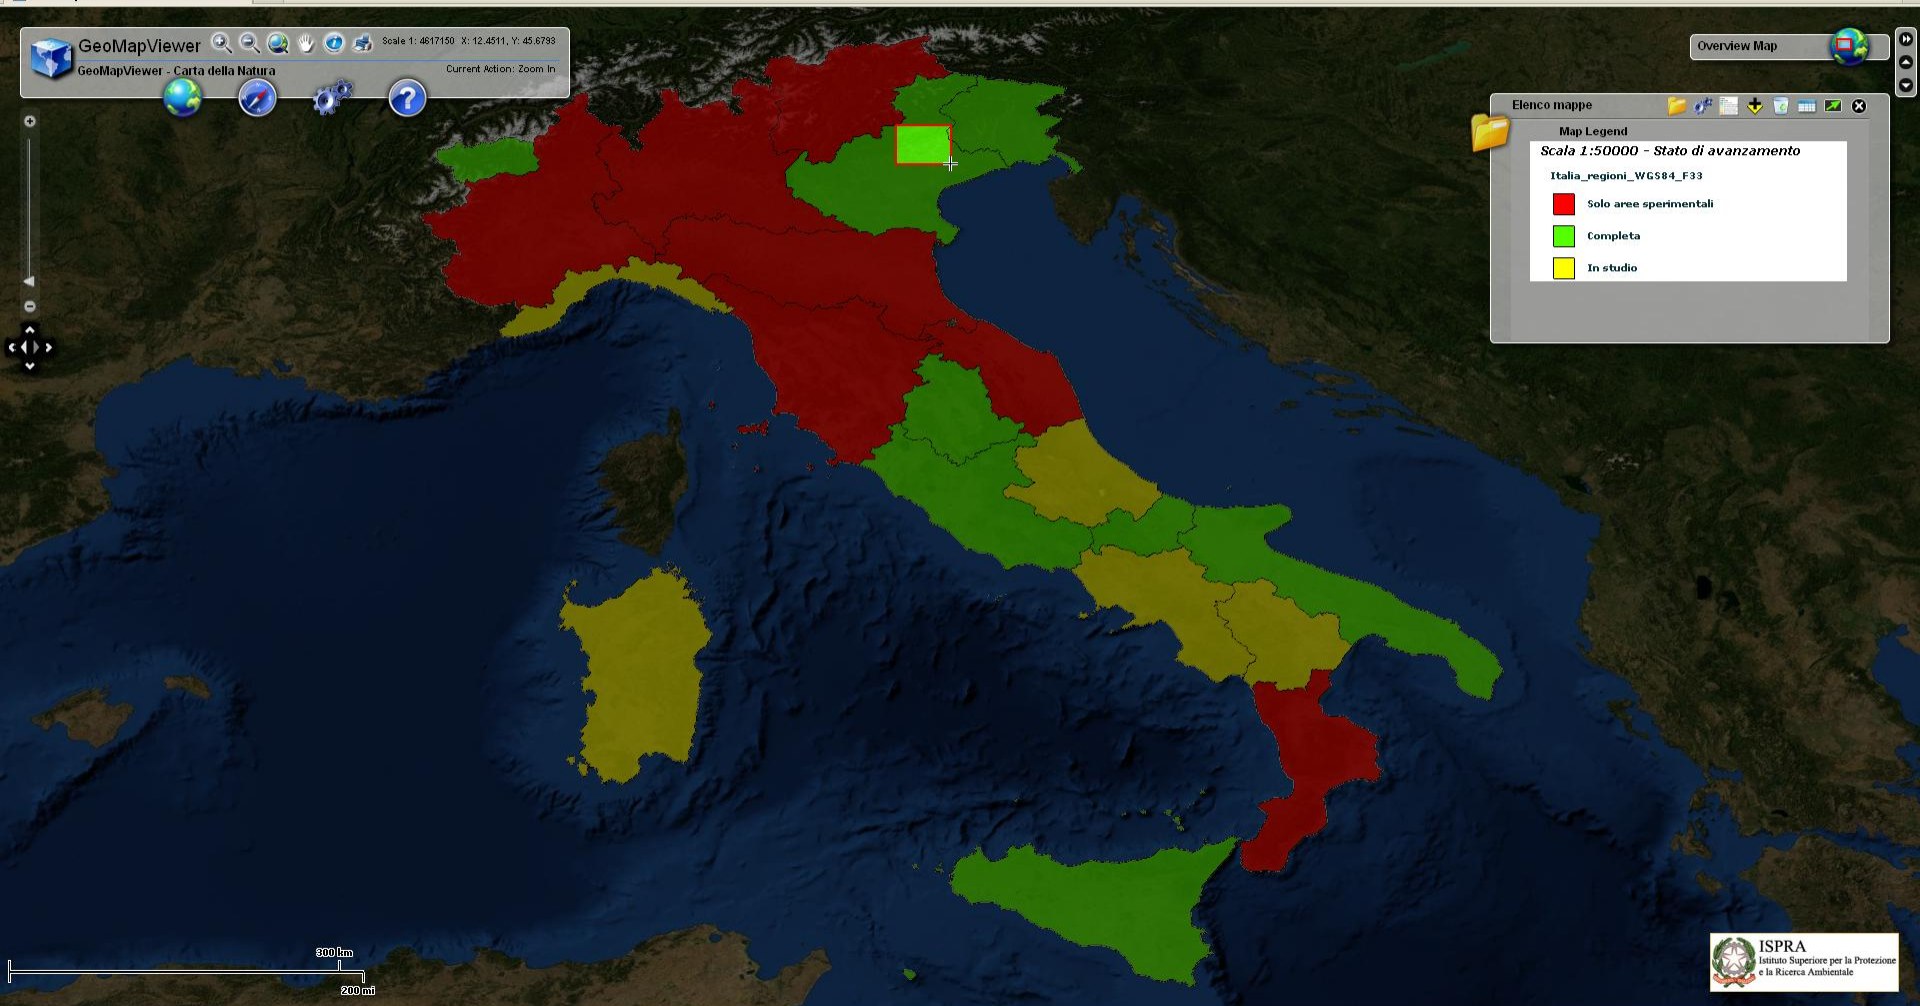 GeoMapViewer
Scale 1: 4617150 X: 12.4511, Y: 45.6793
GeoMapViewer - Carta della Natura
Current Action: Zoom In
Overview Map
Elenco mappe
Map Legend
Scala 1:50000 - Stato di avanzamento
Italia_regioni_WGS84_F33
Solo aree sperimentali
Completa
In studio
300 km
200 mi
ISPRA
Istituto Superiore per la Protezione
e la Ricerca Ambientale